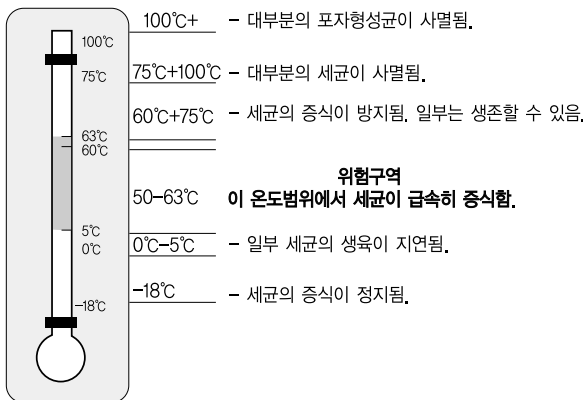 100℃+ – 대부분의 포자형성균이 사멸됨.
100℃
75℃+100℃ – 대부분의 세균이 사멸됨.
75℃
60℃+75℃ – 세균의 증식이 방지됨. 일부는 생존할 수 있음.
63℃
60℃
위험구역
50–63℃ 이 온도범위에서 세균이 급속히 증식함.
5℃
0℃–5℃ – 일부 세균의 생육이 지연됨.
0℃
–18℃ – 세균의 증식이 정지됨.
–18℃